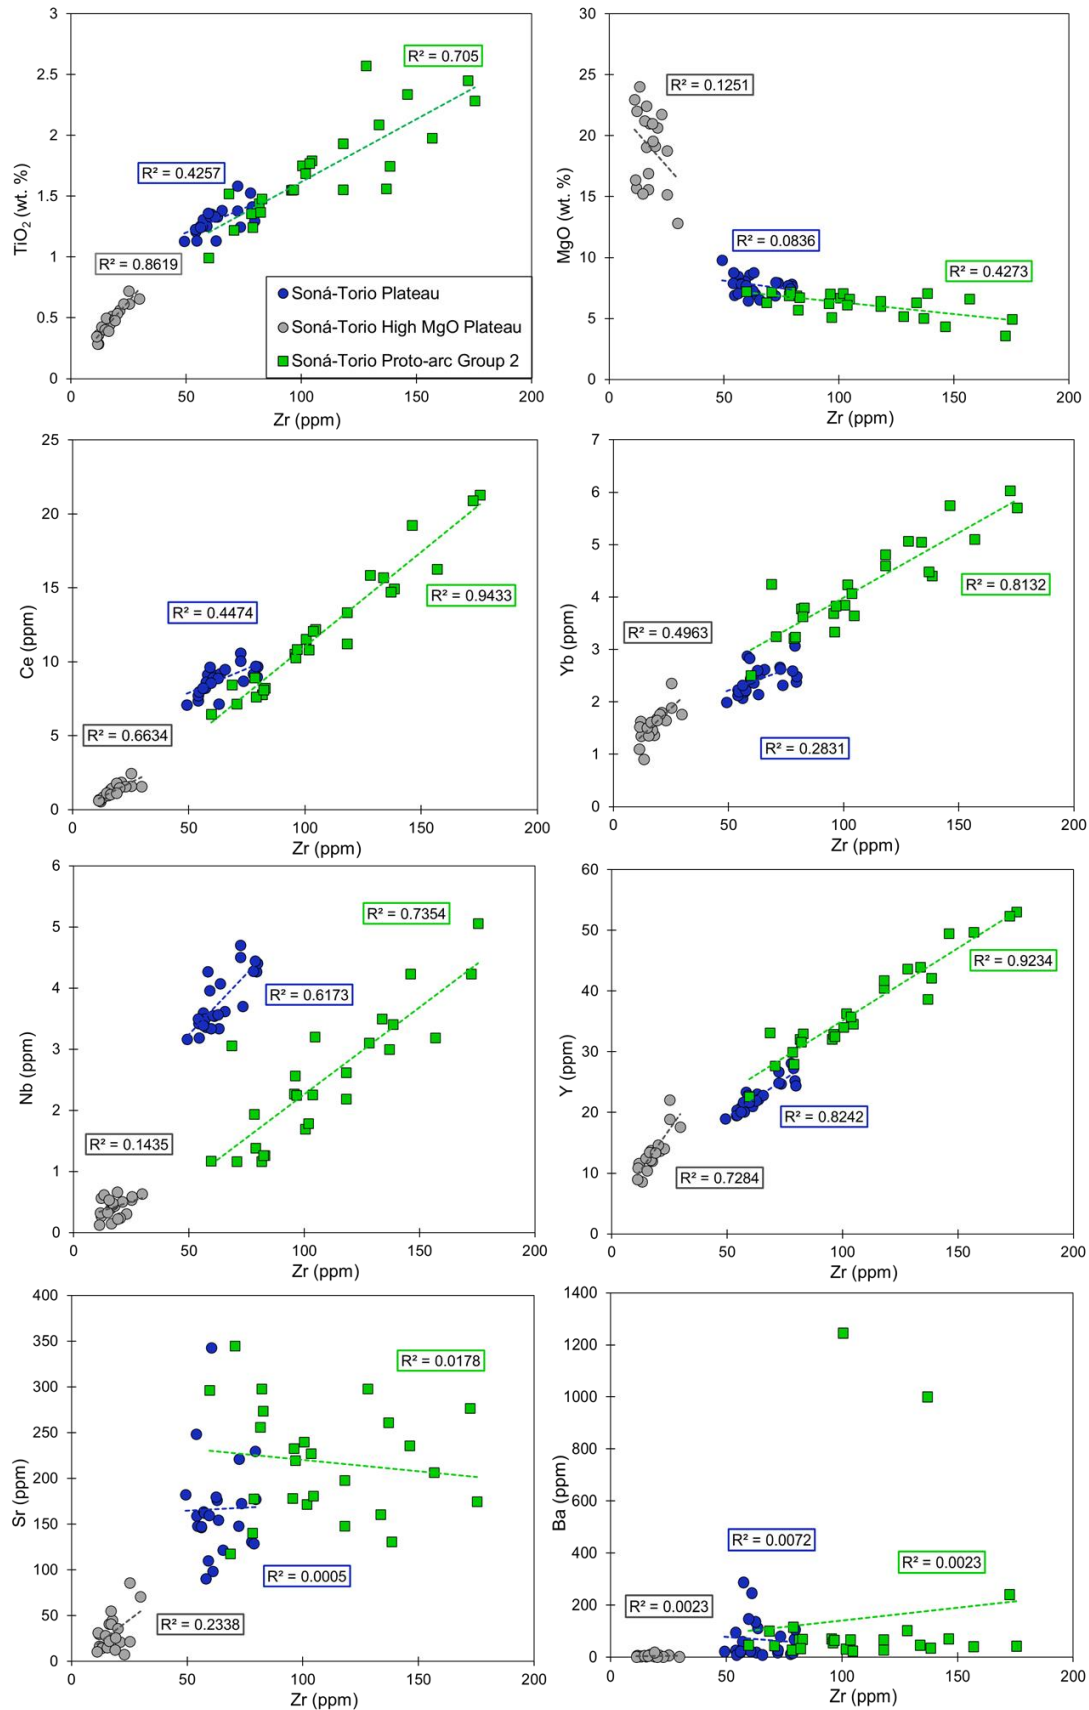 3
2.5
2
1.5
1
0.5
0
TiO₂ (wt. %)
R² = 0.705
R² = 0.4257
R² = 0.8619
Soná-Torio Plateau
Soná-Torio High MgO Plateau
Soná-Torio Proto-arc Group 2
50
100
150
200
Zr (ppm)
30
25
20
15
10
5
0
MgO (wt. %)
R² = 0.1251
R² = 0.0836
R² = 0.4273
0
50
100
150
200
Zr (ppm)
25
20
15
10
5
0
Ce (ppm)
R² = 0.4474
R² = 0.9433
R² = 0.6634
0
50
100
150
200
Zr (ppm)
7
6
5
4
3
2
1
0
Yb (ppm)
R² = 0.8132
R² = 0.4963
R² = 0.2831
0
50
100
150
200
Zr (ppm)
6
5
4
3
2
1
0
Nb (ppm)
R² = 0.7354
R² = 0.6173
R² = 0.1435
0
50
100
150
200
Zr (ppm)
60
50
40
30
20
10
0
Y (ppm)
R² = 0.9234
R² = 0.8242
R² = 0.7284
0
50
100
150
200
Zr (ppm)
400
350
300
250
200
150
100
50
0
Sr (ppm)
R² = 0.0178
R² = 0.0005
R² = 0.2338
0
50
100
150
200
Zr (ppm)
1400
1200
1000
800
600
400
200
0
Ba (ppm)
R² = 0.0072
R² = 0.0023
R² = 0.0023
0
50
100
150
200
Zr (ppm)